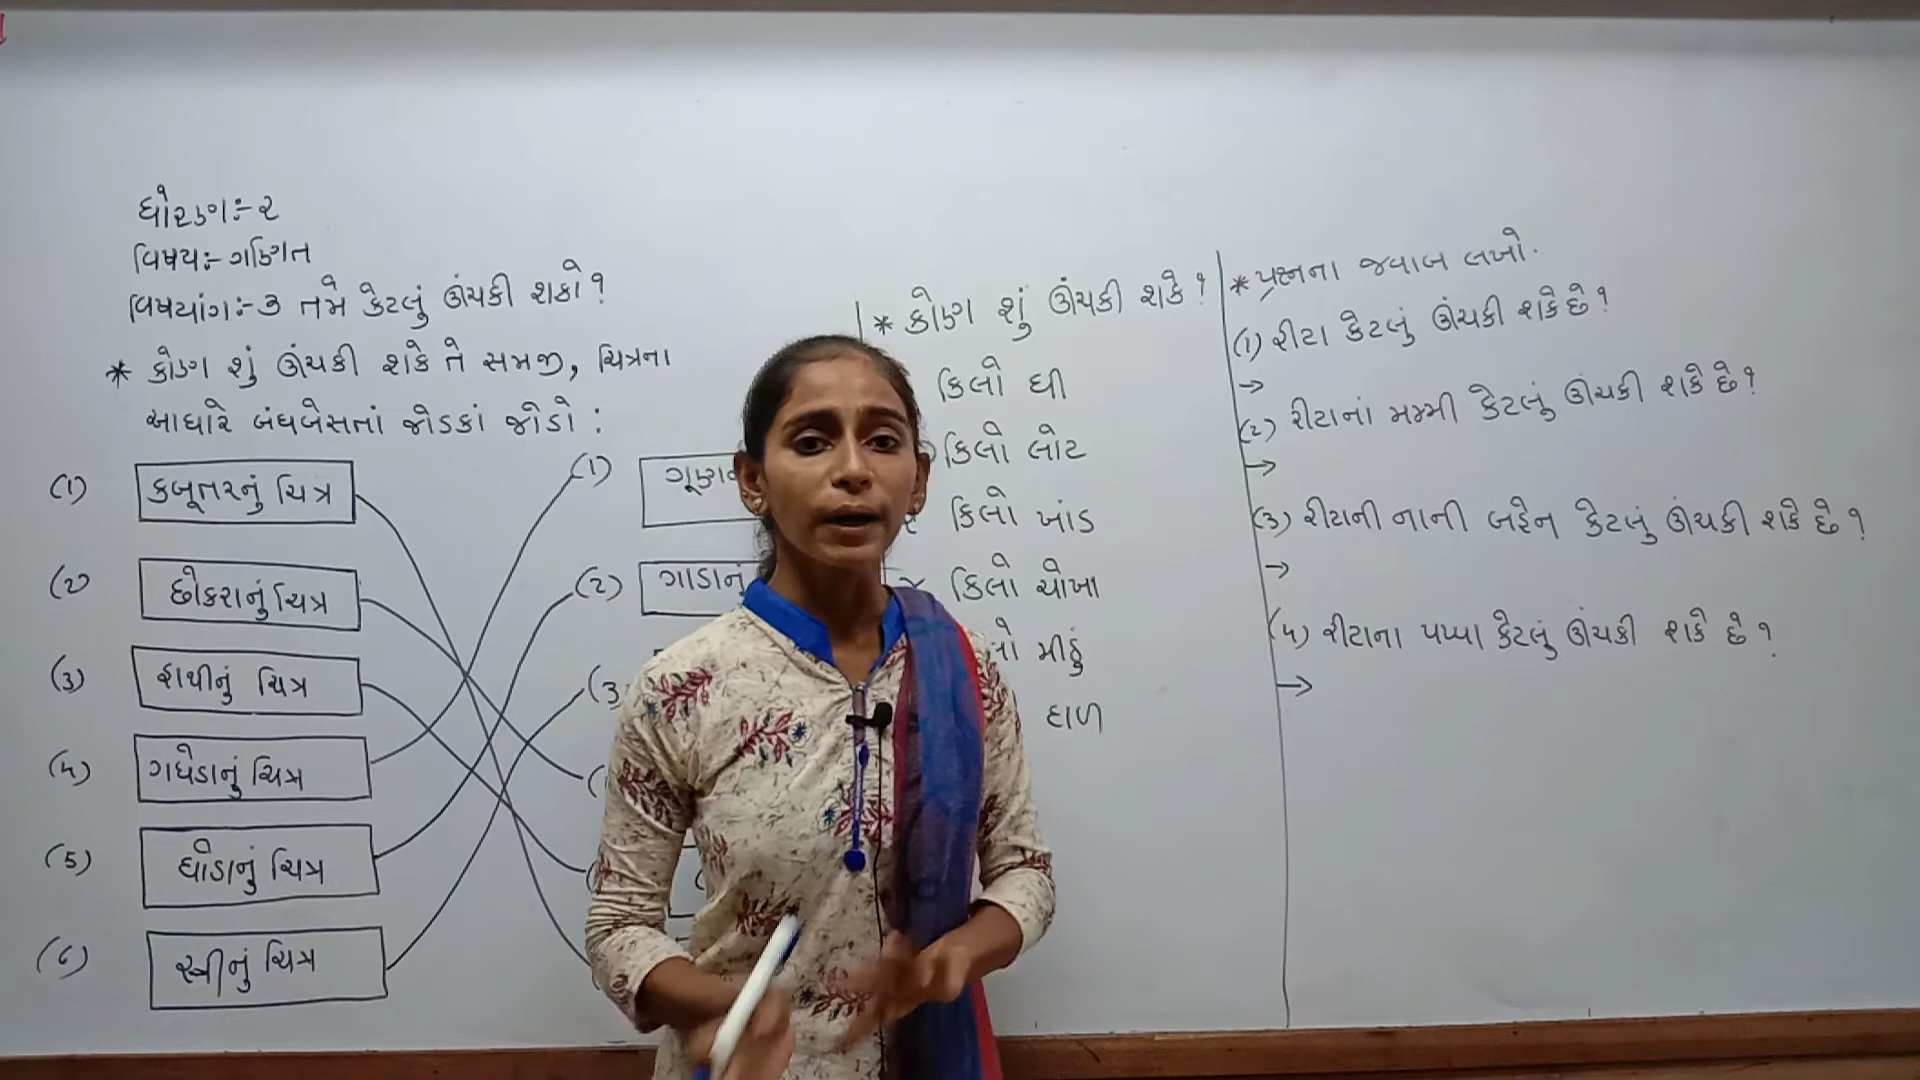 ધોરણ:- ૨
વિષય:- ગણિત
વિષયાંગ:- ૩ તમે કેટલું ઊંચકી શકો ?
* કોણ શું ઊંચકી શકે તે સમજી, ચિત્રના
આધારે બંધબેસતાં જોડકાં જોડો :
(૧) કબૂતરનું ચિત્ર
(૨) છોકરાનું ચિત્ર
(૩) હાથીનું ચિત્ર
(૪) ગધેડાનું ચિત્ર
(૫) ઘોડાનું ચિત્ર
(૬) સ્ત્રીનું ચિત્ર
(૧)
(૨) ગાડાનું
(૩
* કોણ શું ઊંચકી શકે ?
કિલો ઘી
કિલો લોટ
કિલો ખાંડ
કિલો ચોખા
મીઠું
દાળ
* પ્રશ્નના જવાબ લખો.
(૧) રીટા કેટલું ઊંચકી શકે છે ?
→
(૨) રીટાનાં મમ્મી કેટલું ઊંચકી શકે છે ?
→
(૩) રીટાની નાની બહેન કેટલું ઊંચકી શકે છે ?
→
(૪) રીટાના પપ્પા કેટલું ઊંચકી શકે છે ?
→